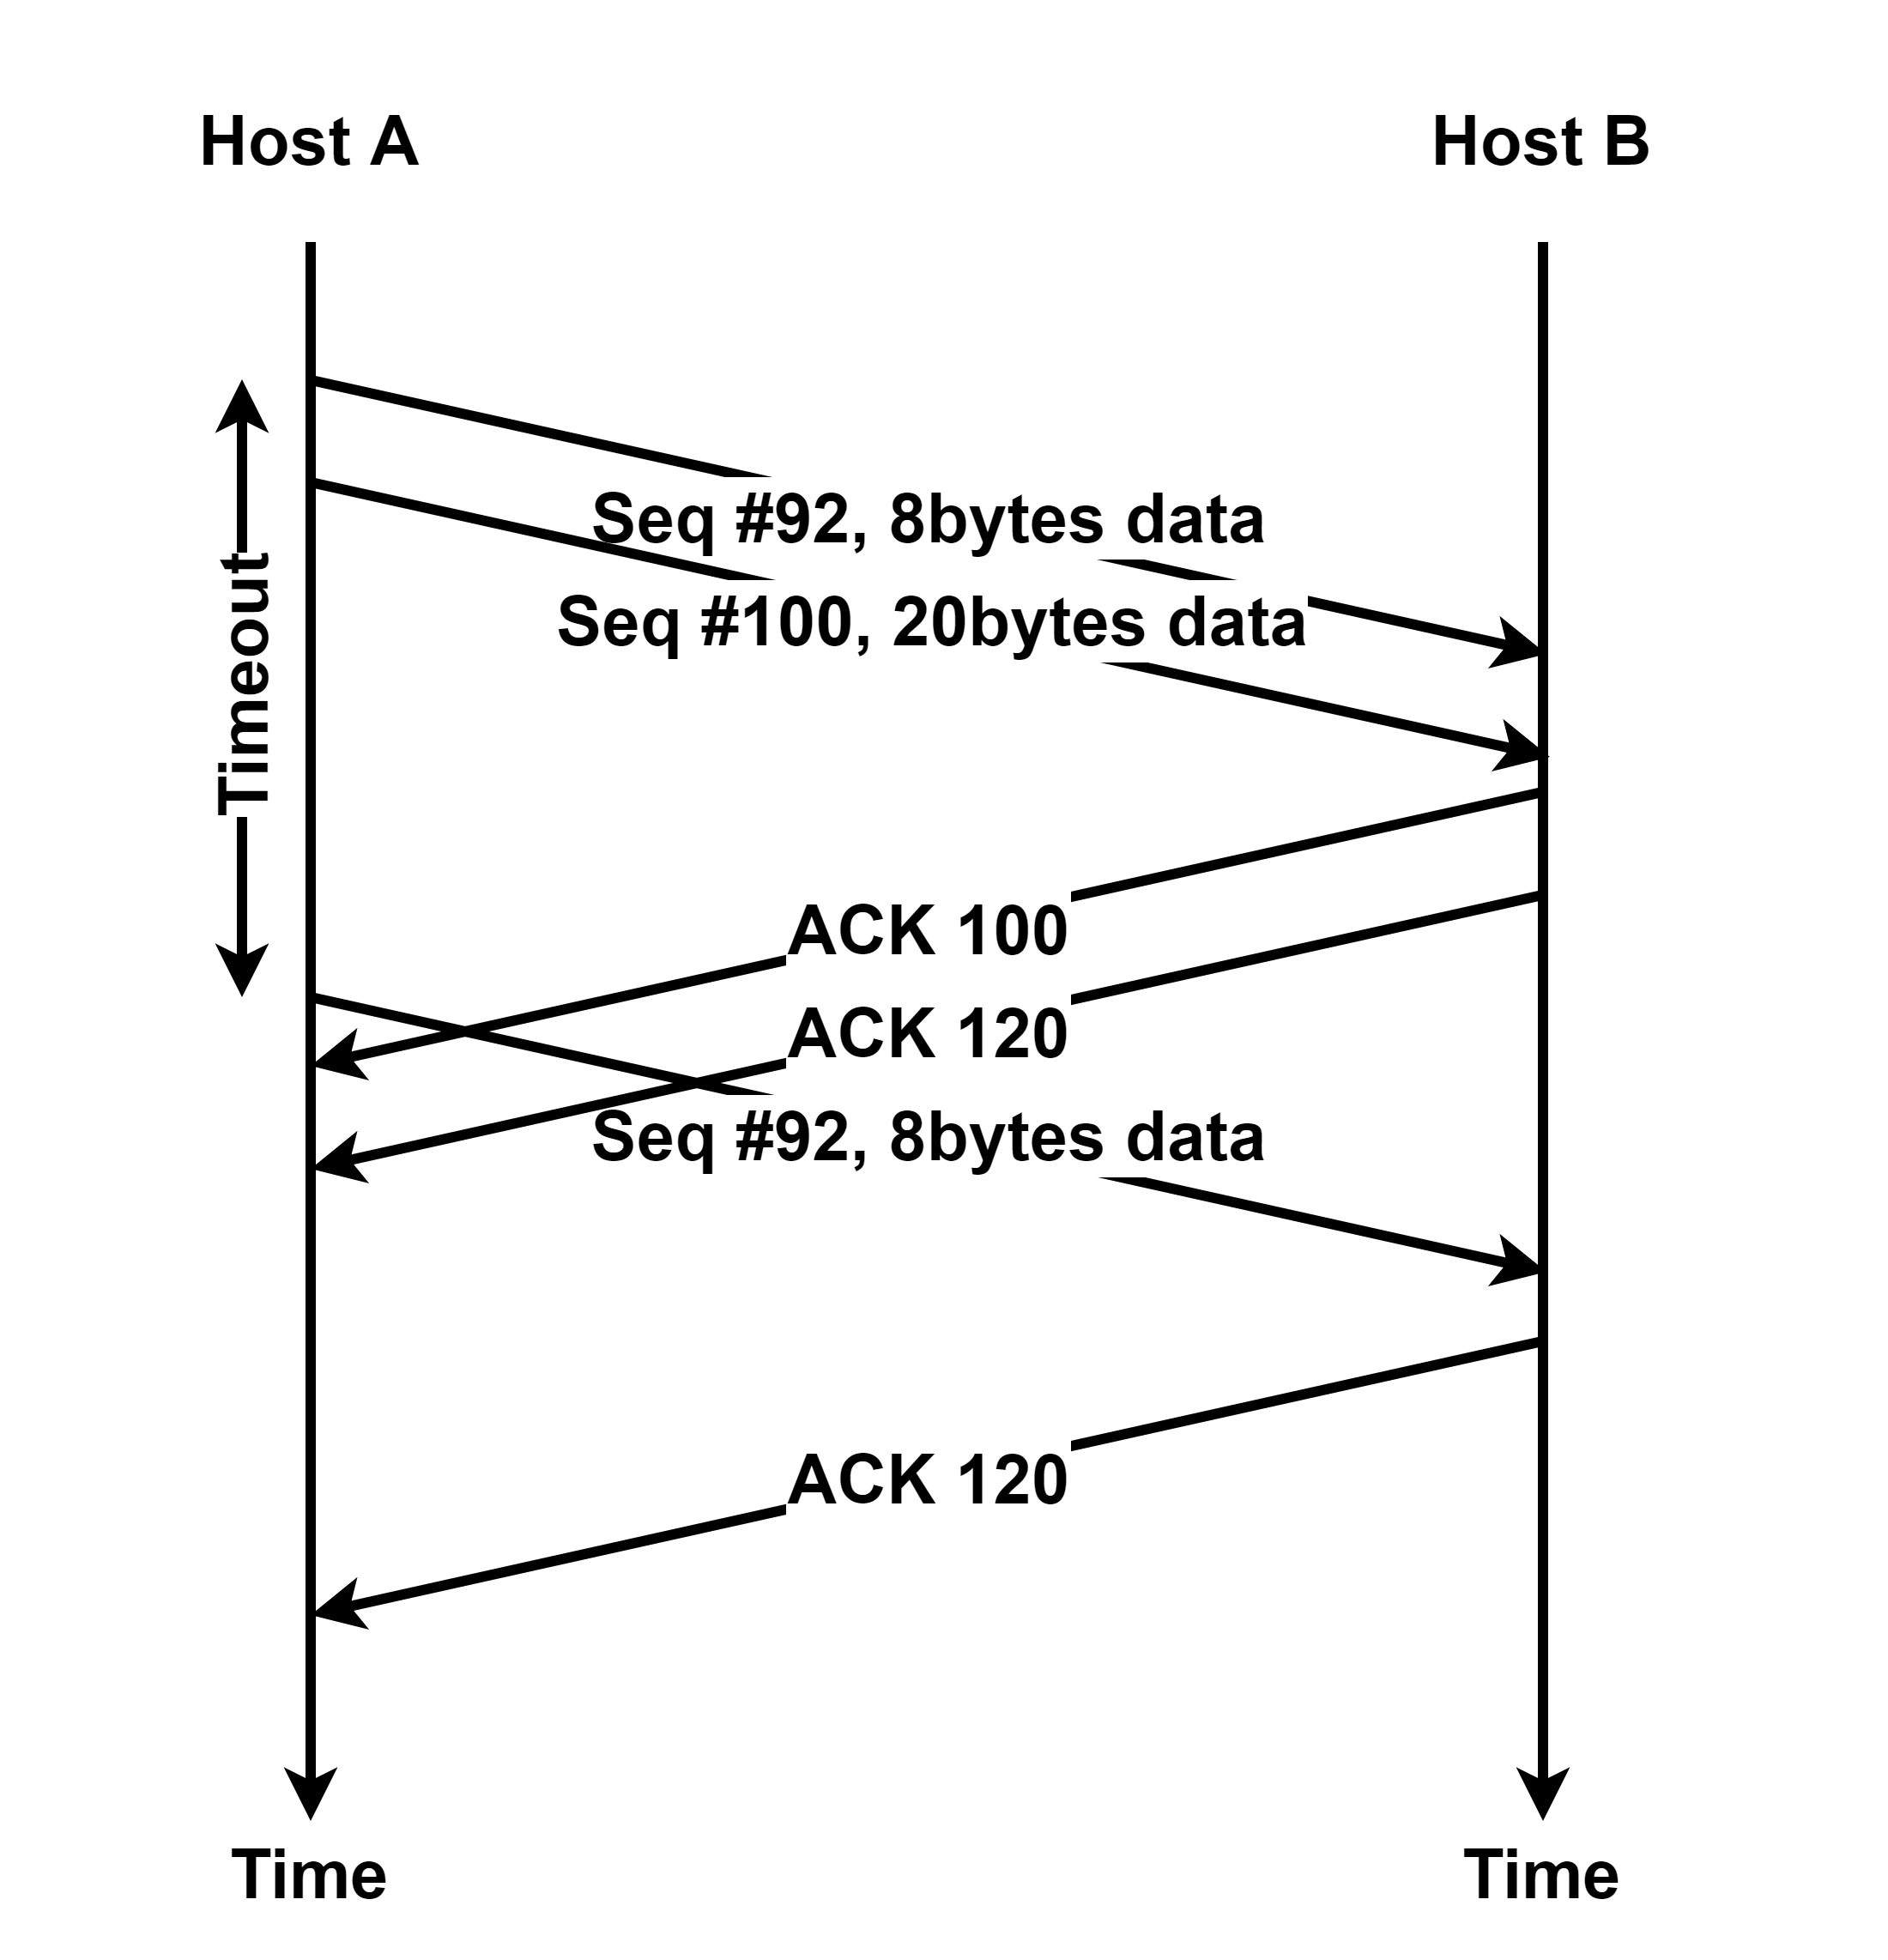 Host A
Host B
Timeout
Seq #92, 8bytes data
Seq #100, 20bytes data
ACK 100
ACK 120
Seq #92, 8bytes data
ACK 120
Time
Time